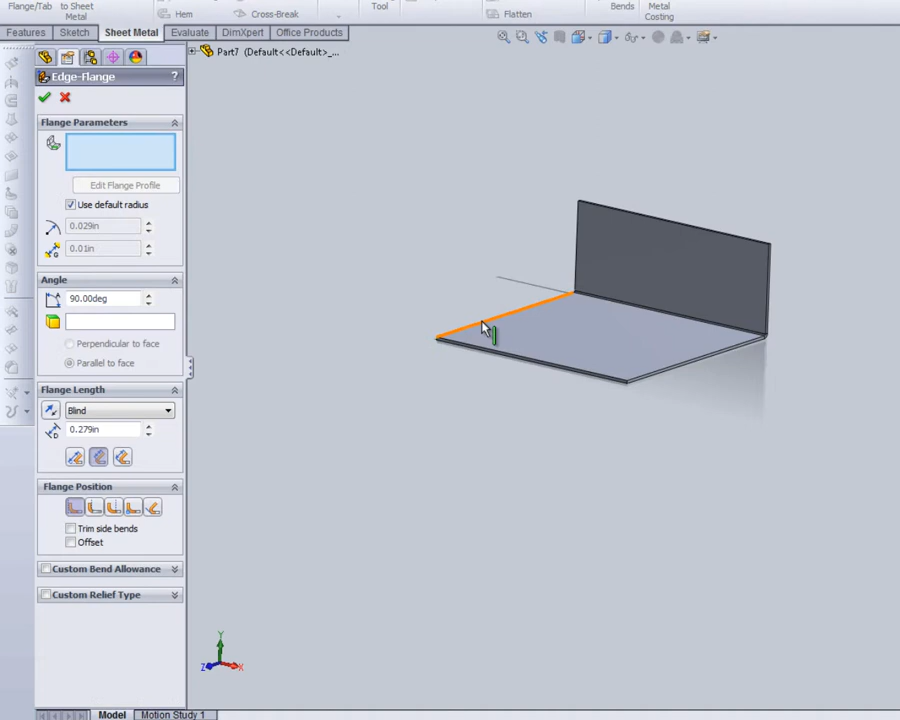 Flange/Tab to Sheet Metal
Hem
Cross-Break
Tool
Flatten
Bends
Metal Costing
Features Sketch Sheet Metal Evaluate DimXpert Office Products
Part7 (Default<<Default>_...
Edge-Flange ?
Flange Parameters
Edit Flange Profile
Use default radius
0.029in
0.01in
Angle
90.00deg
Perpendicular to face
Parallel to face
Flange Length
Blind
0.279in
Flange Position
Trim side bends
Offset
Custom Bend Allowance
Custom Relief Type
Y
Z X
Model Motion Study 1